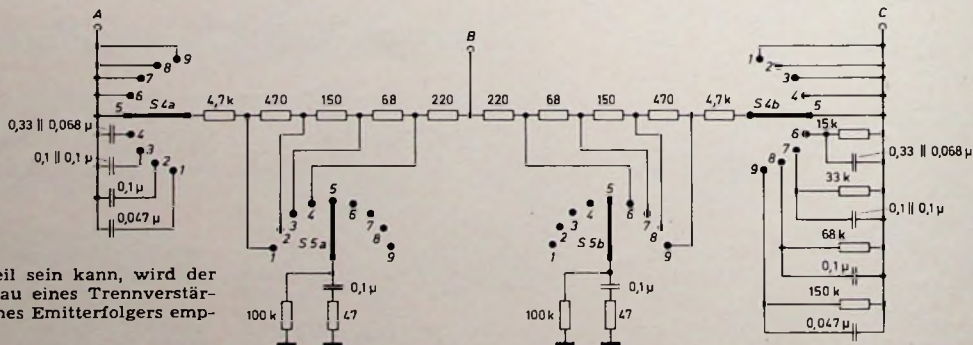 A
B
C
9
8
7
6
5
S4a
4,7k
470
150
68
220
220
68
150
470
4,7k
S4b
1
2
3
4
5
0,33 || 0,068 µ
4
0,1 || 0,1 µ
3
2
1
0,1 µ
0,047 µ
6
15k
7
0,33 || 0,068 µ
8
33 k
9
0,1 || 0,1 µ
68 k
0,1 µ
150 k
0,047 µ
1
2
3
4
5
6
7
8
9
S5a
0,1 µ
100k
47
1
2
3
4
5
6
7
8
9
S5b
0,1 µ
100k
47
eil sein kann, wird der
au eines Trennverstär-
nes Emitterfolgers emp-